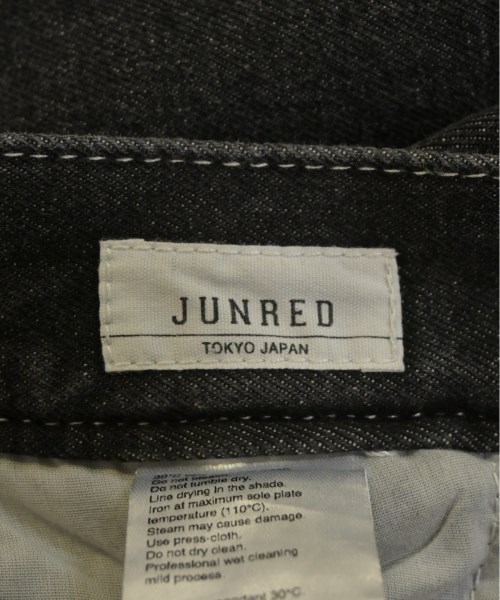 JUNRED
TOKYO JAPAN
Do not tumble dry.
Line drying in the shade.
Iron at maximum sole plate
temperature (110°C).
Steam may cause damage.
Use press-cloth.
Do not dry clean.
Professional wet cleaning
mild process.
30°C.